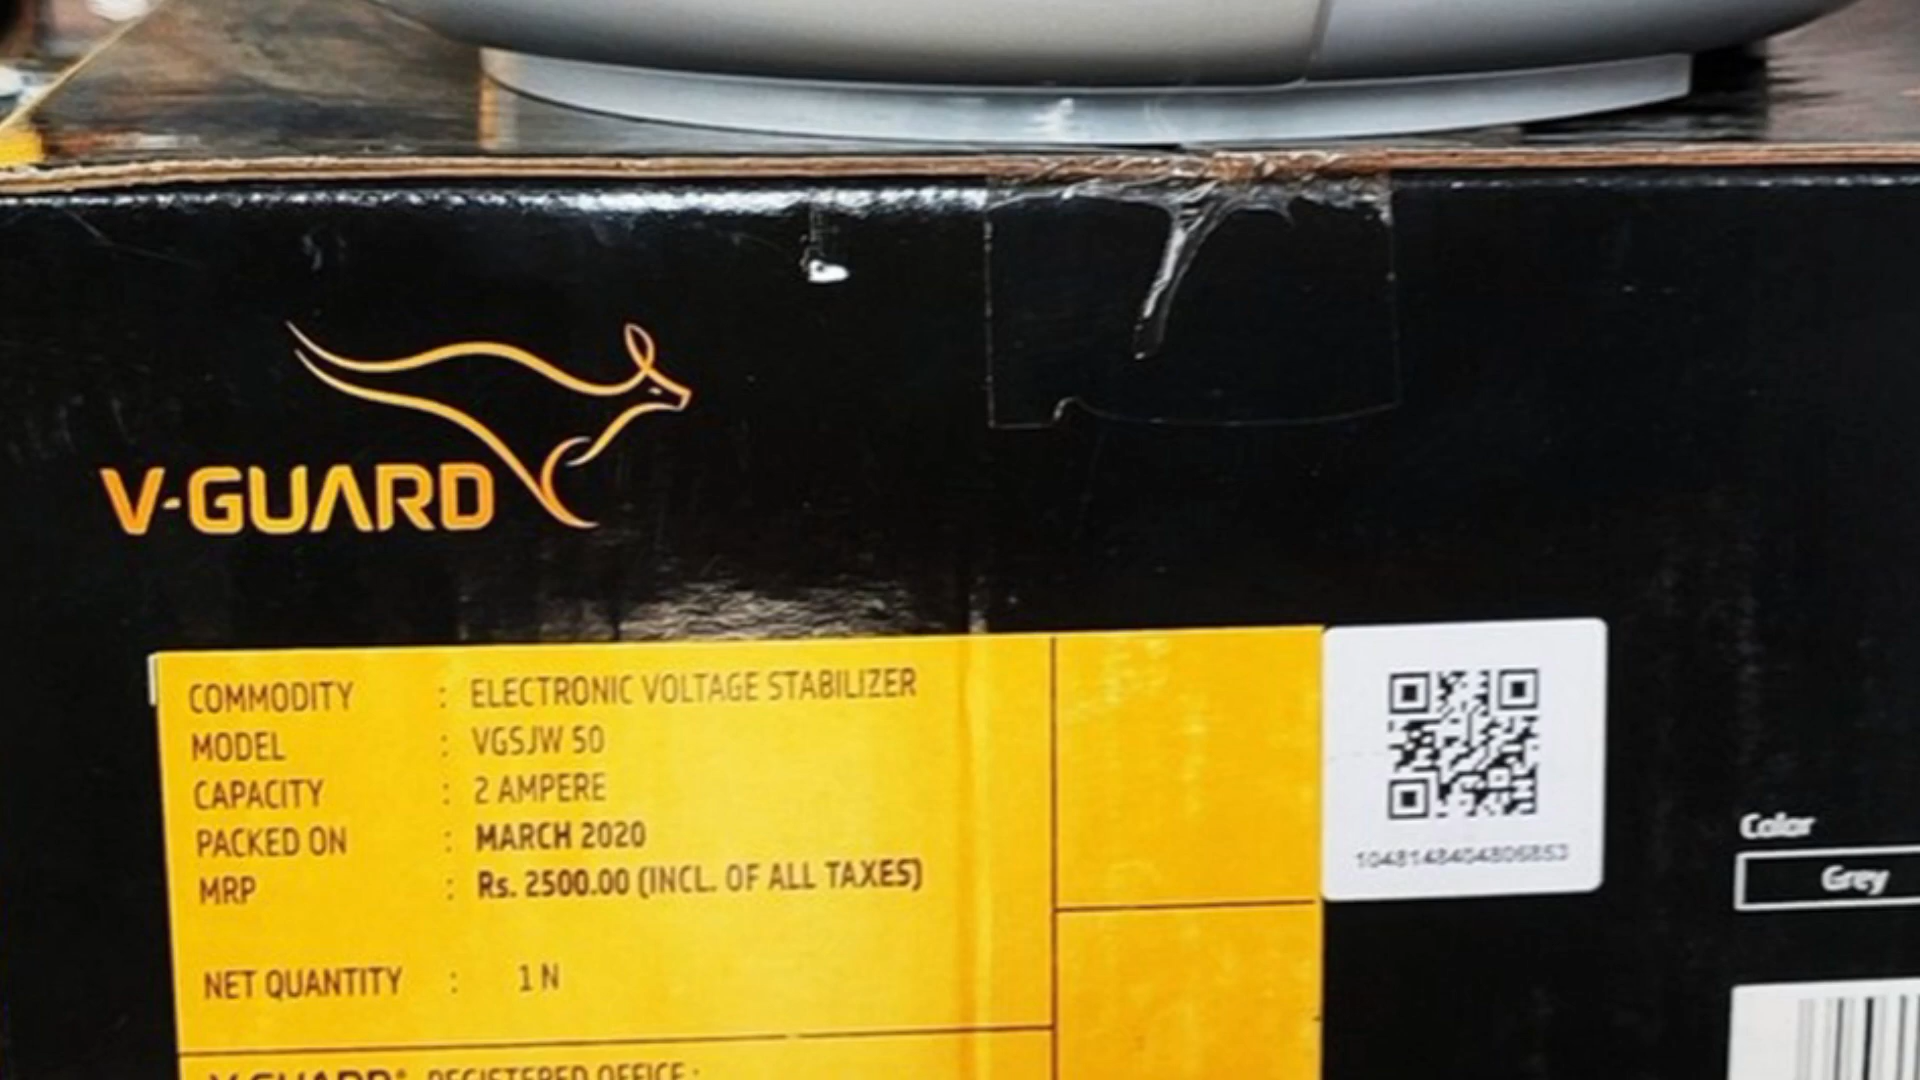 V-GUARD
COMMODITY : ELECTRONIC VOLTAGE STABILIZER
MODEL : VGSJW 50
CAPACITY : 2 AMPERE
PACKED ON : MARCH 2020
MRP : Rs. 2500.00 (INCL. OF ALL TAXES)
NET QUANTITY : 1 N
V-GUARD® REGISTERED OFFICE :
Color
Grey